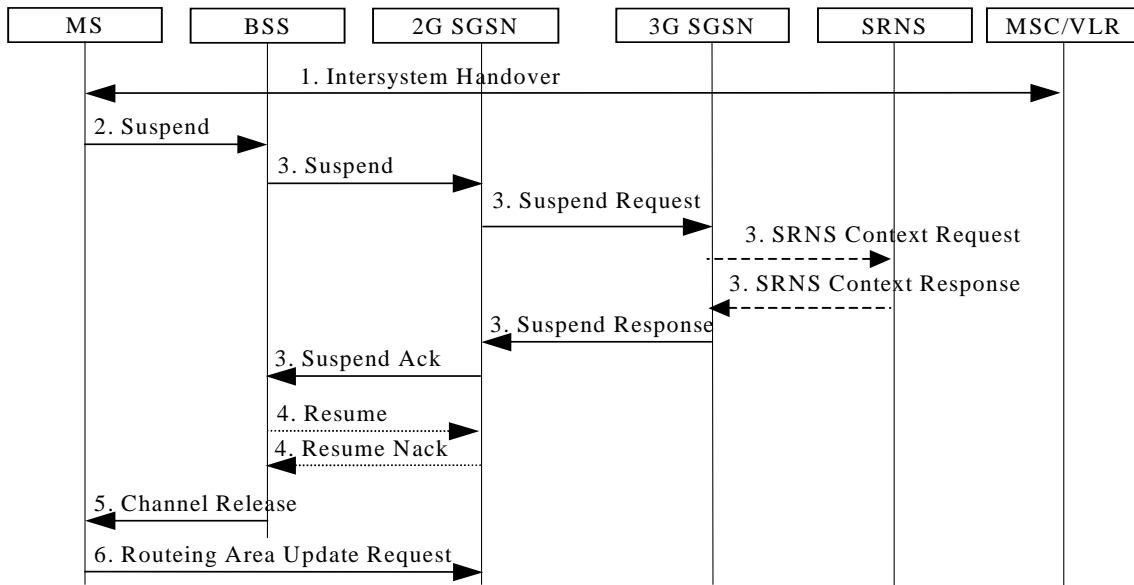 MS BSS 2G SGSN 3G SGSN SRNS MSC/VLR
1. Intersystem Handover
2. Suspend
3. Suspend
3. Suspend Request
3. SRNS Context Request
3. SRNS Context Response
3. Suspend Response
3. Suspend Ack
4. Resume
4. Resume Nack
5. Channel Release
6. Routeing Area Update Request